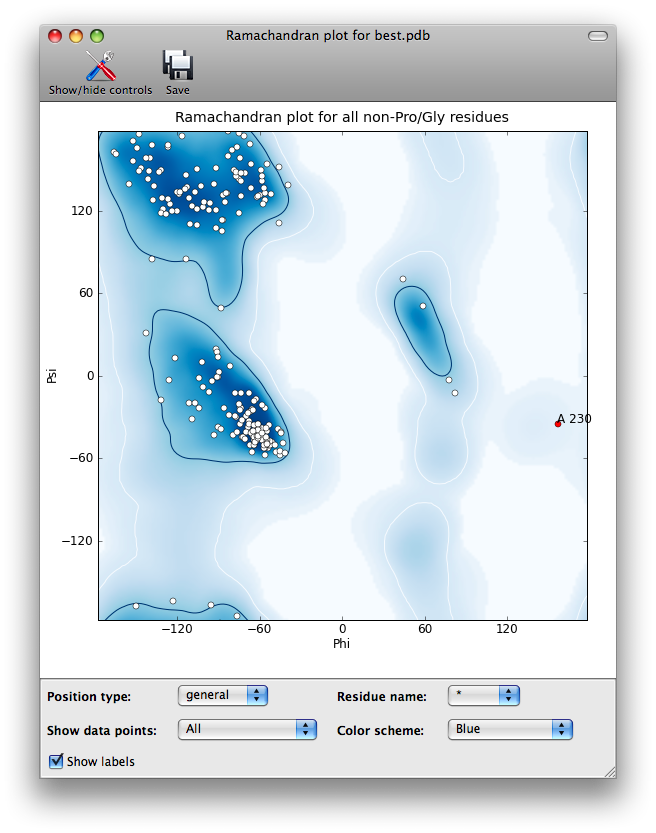 Ramachandran plot for best.pdb
Show/hide controls Save
Ramachandran plot for all non-Pro/Gly residues
120
60
0
−60
−120
Psi
A 230
−120 −60 0 60 120
Phi
Position type: general Residue name: *
Show data points: All Color scheme: Blue
Show labels